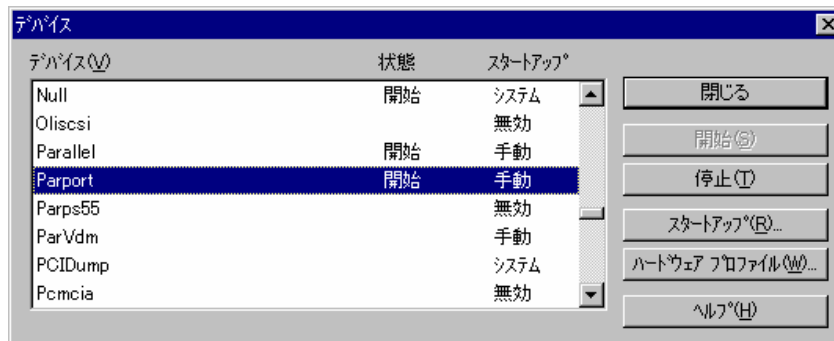 デバイス
デバイス(V) 状態 スタートアップ
Null 開始 システム
Oliscsi 無効
Parallel 開始 手動
Parport 開始 手動
Parps55 無効
ParVdm 手動
PCIDump システム
Pcmcia 無効
閉じる
開始(S)
停止(T)
スタートアップ(R)...
ハードウェア プロファイル(W)...
ヘルプ(H)